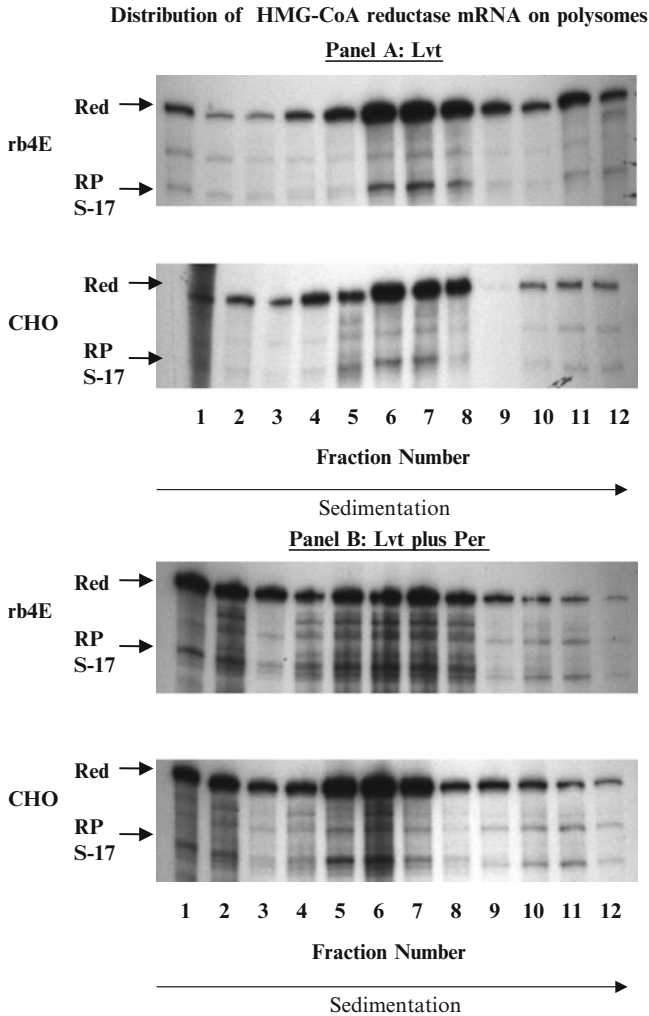 Distribution of HMG-CoA reductase mRNA on polysomes
Panel A: Lvt
Red
rb4E
RP
S-17
Red
CHO
RP
S-17
1 2 3 4 5 6 7 8 9 10 11 12
Fraction Number
Sedimentation
Panel B: Lvt plus Per
Red
rb4E
RP
S-17
Red
CHO
RP
S-17
1 2 3 4 5 6 7 8 9 10 11 12
Fraction Number
Sedimentation